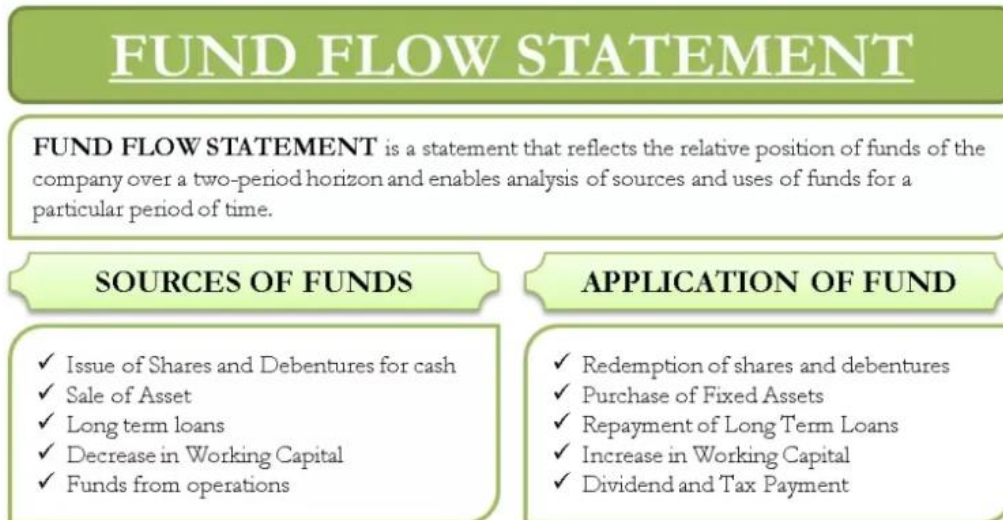 FUND FLOW STATEMENT
FUND FLOW STATEMENT is a statement that reflects the relative position of funds of the
company over a two-period horizon and enables analysis of sources and uses of funds for a
particular period of time.
SOURCES OF FUNDS
✓ Issue of Shares and Debentures for cash
✓ Sale of Asset
✓ Long term loans
✓ Decrease in Working Capital
✓ Funds from operations
APPLICATION OF FUND
✓ Redemption of shares and debentures
✓ Purchase of Fixed Assets
✓ Repayment of Long Term Loans
✓ Increase in Working Capital
✓ Dividend and Tax Payment